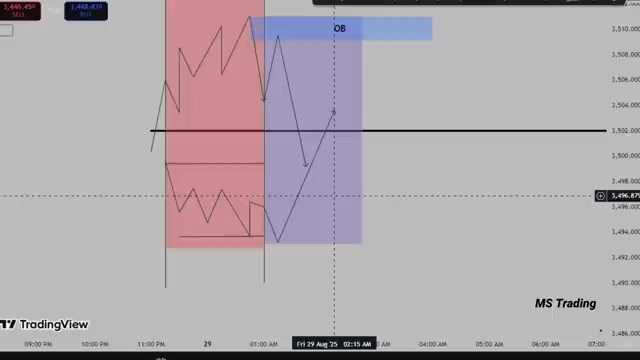 3,446.45
SELL
3,448.43
BUY
OB
3,510.000
3,508.000
3,506.000
3,504.000
3,502.000
3,500.000
3,498.000
3,496.875
3,496.000
3,494.000
3,492.000
3,490.000
3,488.000
3,486.000
MS Trading
TradingView
09:00 PM
10:00 PM
11:00 PM
29
01:00 AM
Fri 29 Aug '25 02:15 AM
AM
04:00 AM
05:00 AM
06:00 AM
07: